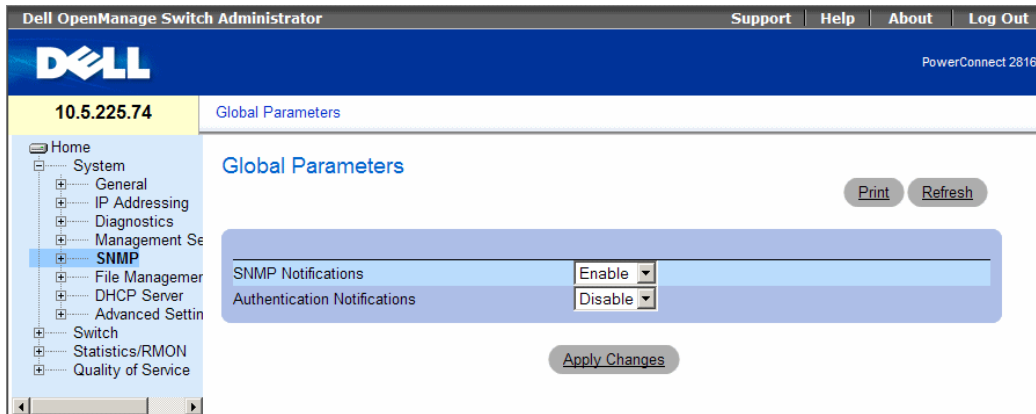 Dell OpenManage Switch Administrator
Support | Help | About | Log Out
DELL
PowerConnect 2816
10.5.225.74
Global Parameters
Home
System
General
IP Addressing
Diagnostics
Management Se
SNMP
File Managemer
DHCP Server
Advanced Settin
Switch
Statistics/RMON
Quality of Service
Global Parameters
Print
Refresh
SNMP Notifications Enable
Authentication Notifications Disable
Apply Changes